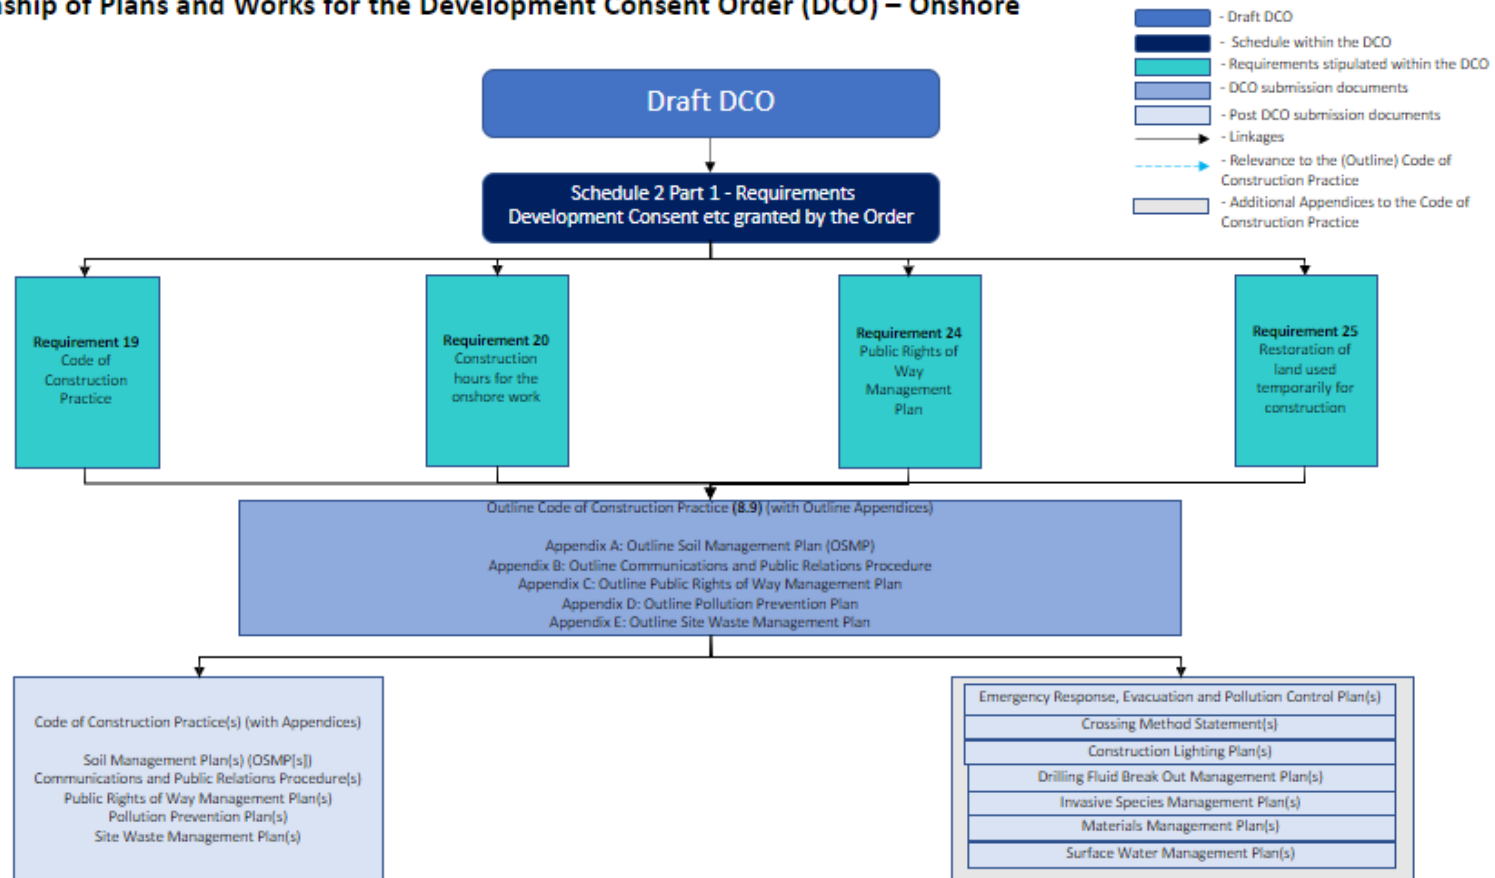 nship of Plans and Works for the Development Consent Order (DCO) – Onshore
- Draft DCO
- Schedule within the DCO
- Requirements stipulated within the DCO
- DCO submission documents
- Post DCO submission documents
- Linkages
- Relevance to the (Outline) Code of
Construction Practice
- Additional Appendices to the Code of
Construction Practice
Draft DCO
Schedule 2 Part 1 - Requirements
Development Consent etc granted by the Order
Requirement 19
Code of
Construction
Practice
Requirement 20
Construction
hours for the
onshore work
Requirement 24
Public Rights of
Way
Management
Plan
Requirement 25
Restoration of
land used
temporarily for
construction
Outline Code of Construction Practice (8.9) (with Outline Appendices)
Appendix A: Outline Soil Management Plan (OSMP)
Appendix B: Outline Communications and Public Relations Procedure
Appendix C: Outline Public Rights of Way Management Plan
Appendix D: Outline Pollution Prevention Plan
Appendix E: Outline Site Waste Management Plan
Code of Construction Practice(s) (with Appendices)
Soil Management Plan(s) (OSMP[s])
Communications and Public Relations Procedure(s)
Public Rights of Way Management Plan(s)
Pollution Prevention Plan(s)
Site Waste Management Plan(s)
Emergency Response, Evacuation and Pollution Control Plan(s)
Crossing Method Statement(s)
Construction Lighting Plan(s)
Drilling Fluid Break Out Management Plan(s)
Invasive Species Management Plan(s)
Materials Management Plan(s)
Surface Water Management Plan(s)